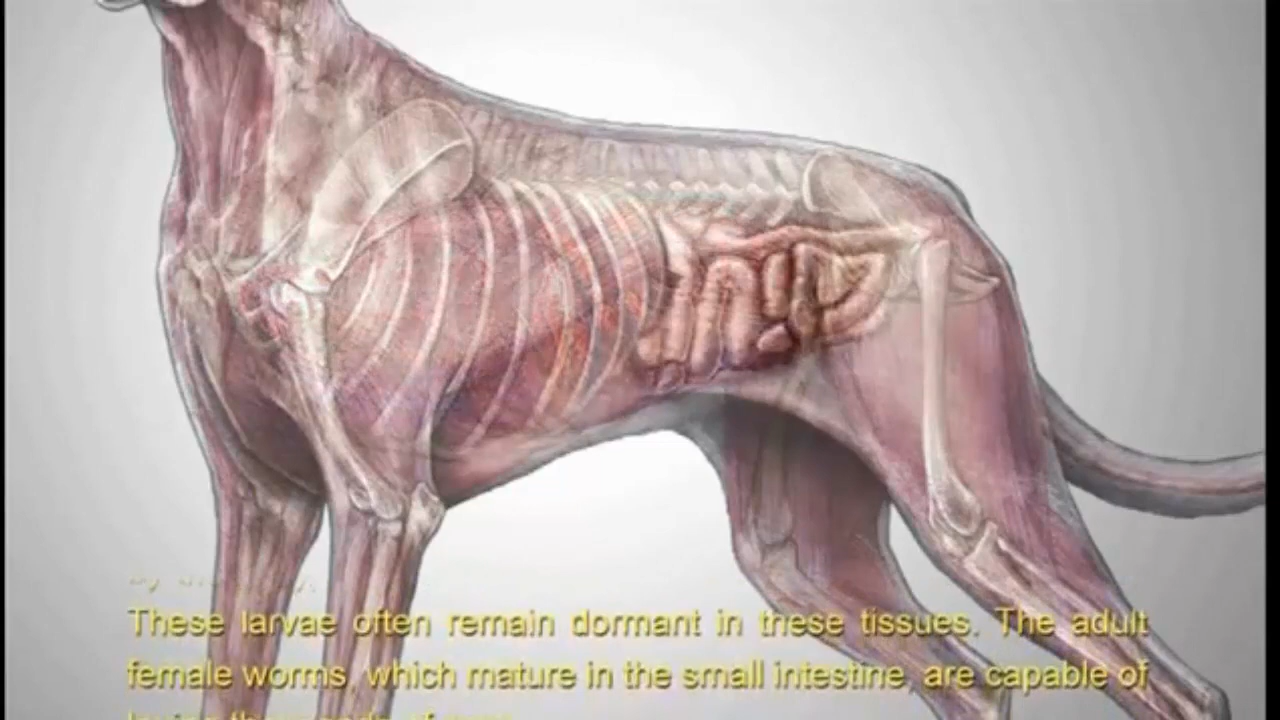 These larvae often remain dormant in these tissues. The adult
female worms, which mature in the small intestine, are capable of